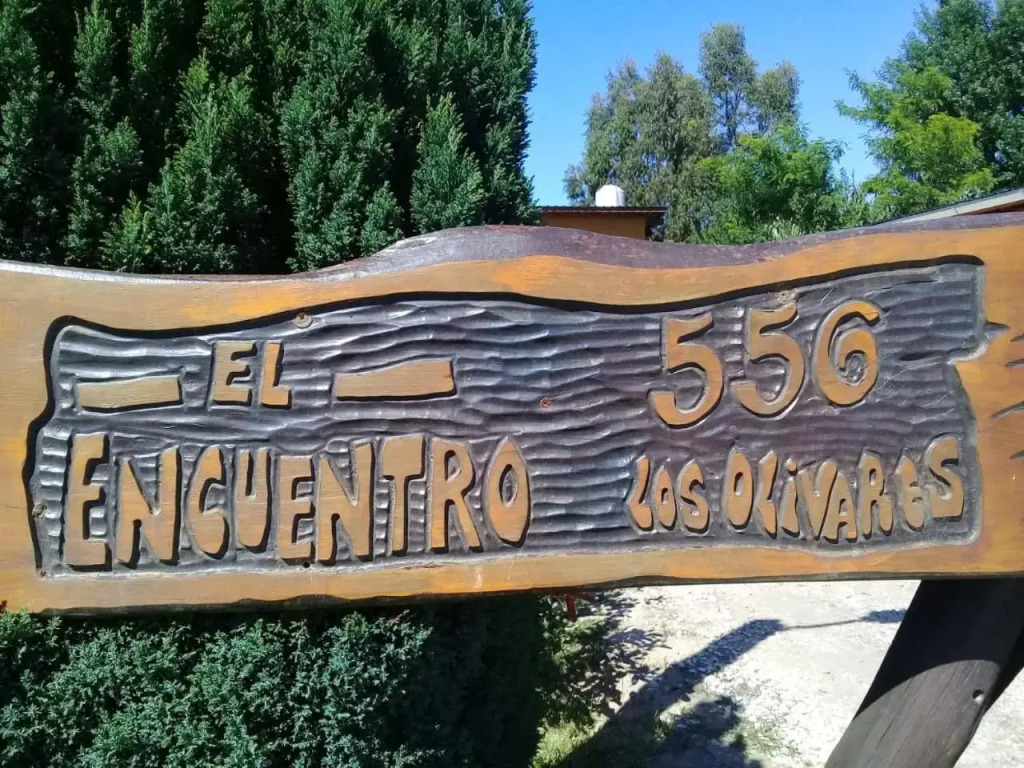 EL
ENCUENTRO
556
LOS OLiVARES